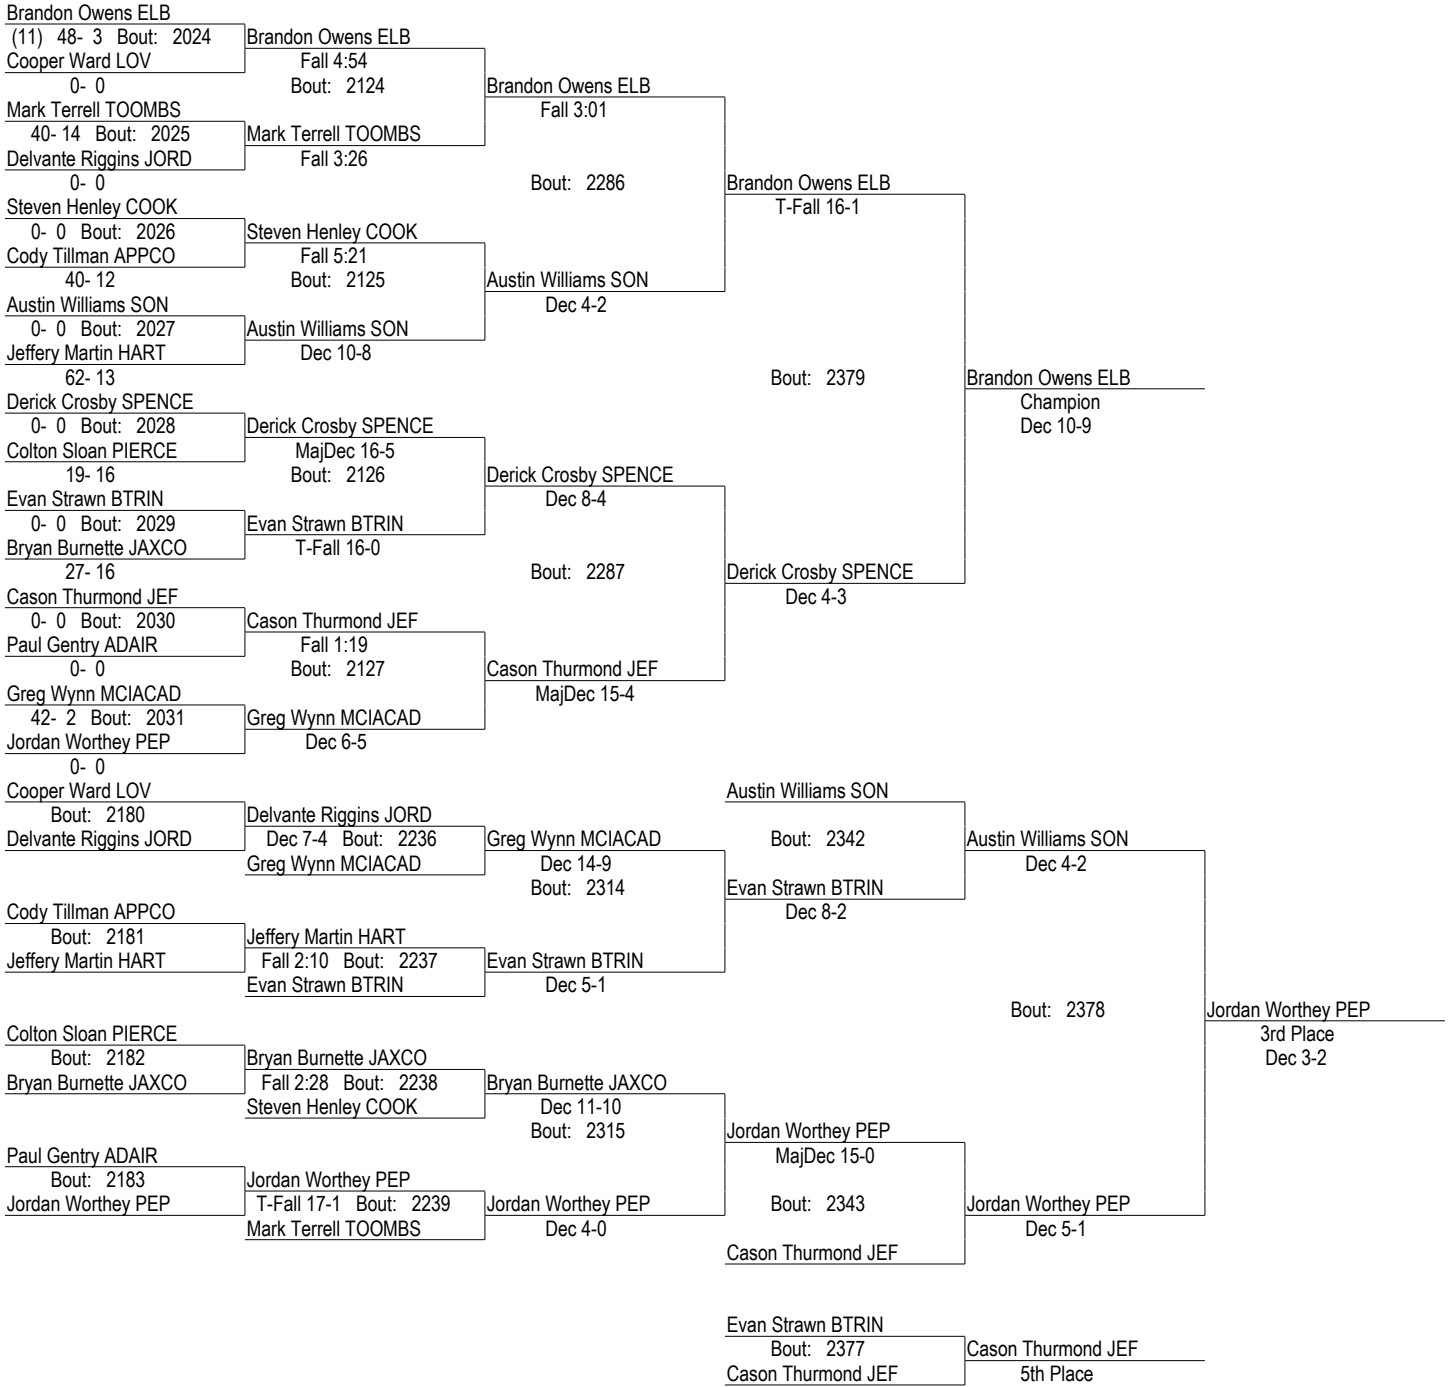 Brandon Owens ELB
(11) 48- 3 Bout: 2024 Brandon Owens ELB
Cooper Ward LOV Fall 4:54
0- 0 Bout: 2124 Brandon Owens ELB
Mark Terrell TOOMBS Fall 3:01
40- 14 Bout: 2025 Mark Terrell TOOMBS
Delvante Riggins JORD Fall 3:26
0- 0 Bout: 2286 Brandon Owens ELB
Steven Henley COOK T-Fall 16-1
0- 0 Bout: 2026 Steven Henley COOK
Cody Tillman APPCO Fall 5:21
40- 12 Bout: 2125 Austin Williams SON
Austin Williams SON Dec 4-2
0- 0 Bout: 2027 Austin Williams SON
Jeffery Martin HART Dec 10-8
62- 13 Bout: 2379 Brandon Owens ELB
Derick Crosby SPENCE Champion
0- 0 Bout: 2028 Derick Crosby SPENCE Dec 10-9
Colton Sloan PIERCE MajDec 16-5
19- 16 Bout: 2126 Derick Crosby SPENCE
Evan Strawn BTRIN Dec 8-4
0- 0 Bout: 2029 Evan Strawn BTRIN
Bryan Burnette JAXCO T-Fall 16-0
27- 16 Bout: 2287 Derick Crosby SPENCE
Cason Thurmond JEF Dec 4-3
0- 0 Bout: 2030 Cason Thurmond JEF
Paul Gentry ADAIR Fall 1:19
0- 0 Bout: 2127 Cason Thurmond JEF
Greg Wynn MCIACAD MajDec 15-4
42- 2 Bout: 2031 Greg Wynn MCIACAD
Jordan Worthey PEP Dec 6-5
0- 0
Cooper Ward LOV Austin Williams SON
Bout: 2180 Delvante Riggins JORD
Delvante Riggins JORD Dec 7-4 Bout: 2236 Greg Wynn MCIACAD Bout: 2342 Austin Williams SON
Greg Wynn MCIACAD Dec 14-9 Dec 4-2
Bout: 2314 Evan Strawn BTRIN
Cody Tillman APPCO Dec 8-2
Bout: 2181 Jeffery Martin HART
Jeffery Martin HART Fall 2:10 Bout: 2237 Evan Strawn BTRIN
Evan Strawn BTRIN Dec 5-1
Bout: 2378 Jordan Worthey PEP
Colton Sloan PIERCE 3rd Place
Bout: 2182 Bryan Burnette JAXCO Dec 3-2
Bryan Burnette JAXCO Fall 2:28 Bout: 2238 Bryan Burnette JAXCO
Steven Henley COOK Dec 11-10
Bout: 2315 Jordan Worthey PEP
Paul Gentry ADAIR MajDec 15-0
Bout: 2183 Jordan Worthey PEP
Jordan Worthey PEP T-Fall 17-1 Bout: 2239 Jordan Worthey PEP Bout: 2343 Jordan Worthey PEP
Mark Terrell TOOMBS Dec 4-0 Dec 5-1
Cason Thurmond JEF
Evan Strawn BTRIN
Bout: 2377 Cason Thurmond JEF
Cason Thurmond JEF 5th Place